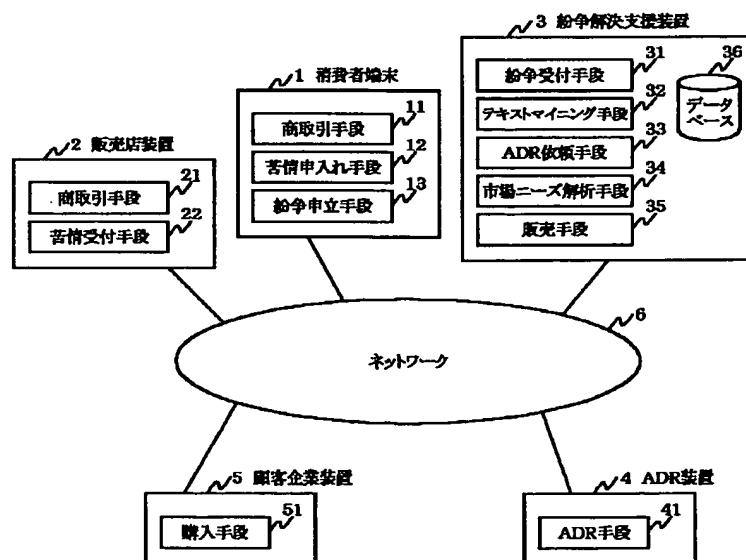 3 紛争解決支援装置
31
紛争受付手段
32
テキストマイニング手段
33
ADR依頼手段
34
市場ニーズ解析手段
35
販売手段
36
データ
ベース
1 消費者端末
11
商取引手段
12
苦情申入れ手段
13
紛争申立手段
2 販売店装置
21
商取引手段
22
苦情受付手段
6
ネットワーク
5 顧客企業装置
51
購入手段
4 ADR装置
41
ADR手段